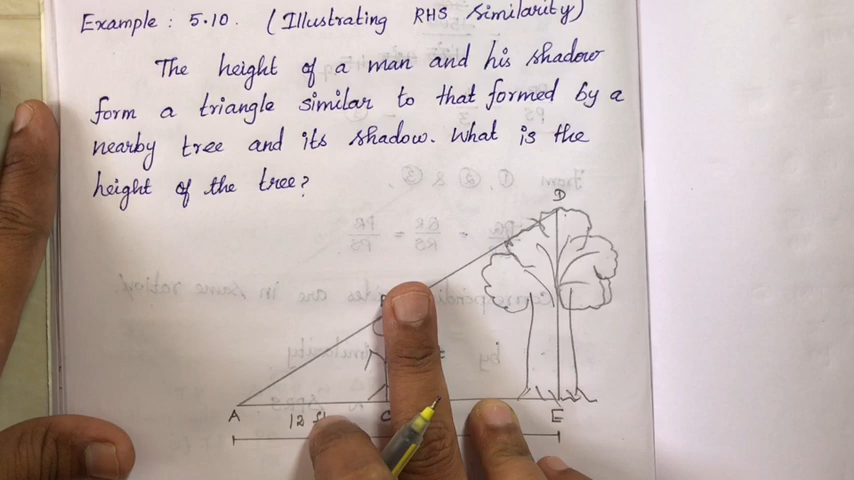 Example : 5.10. (Illustrating RHS Similarity)
The height of a man and his shadow
form a triangle similar to that formed by a
nearby tree and its shadow. What is the
height of the tree?
D
A
12
C
E